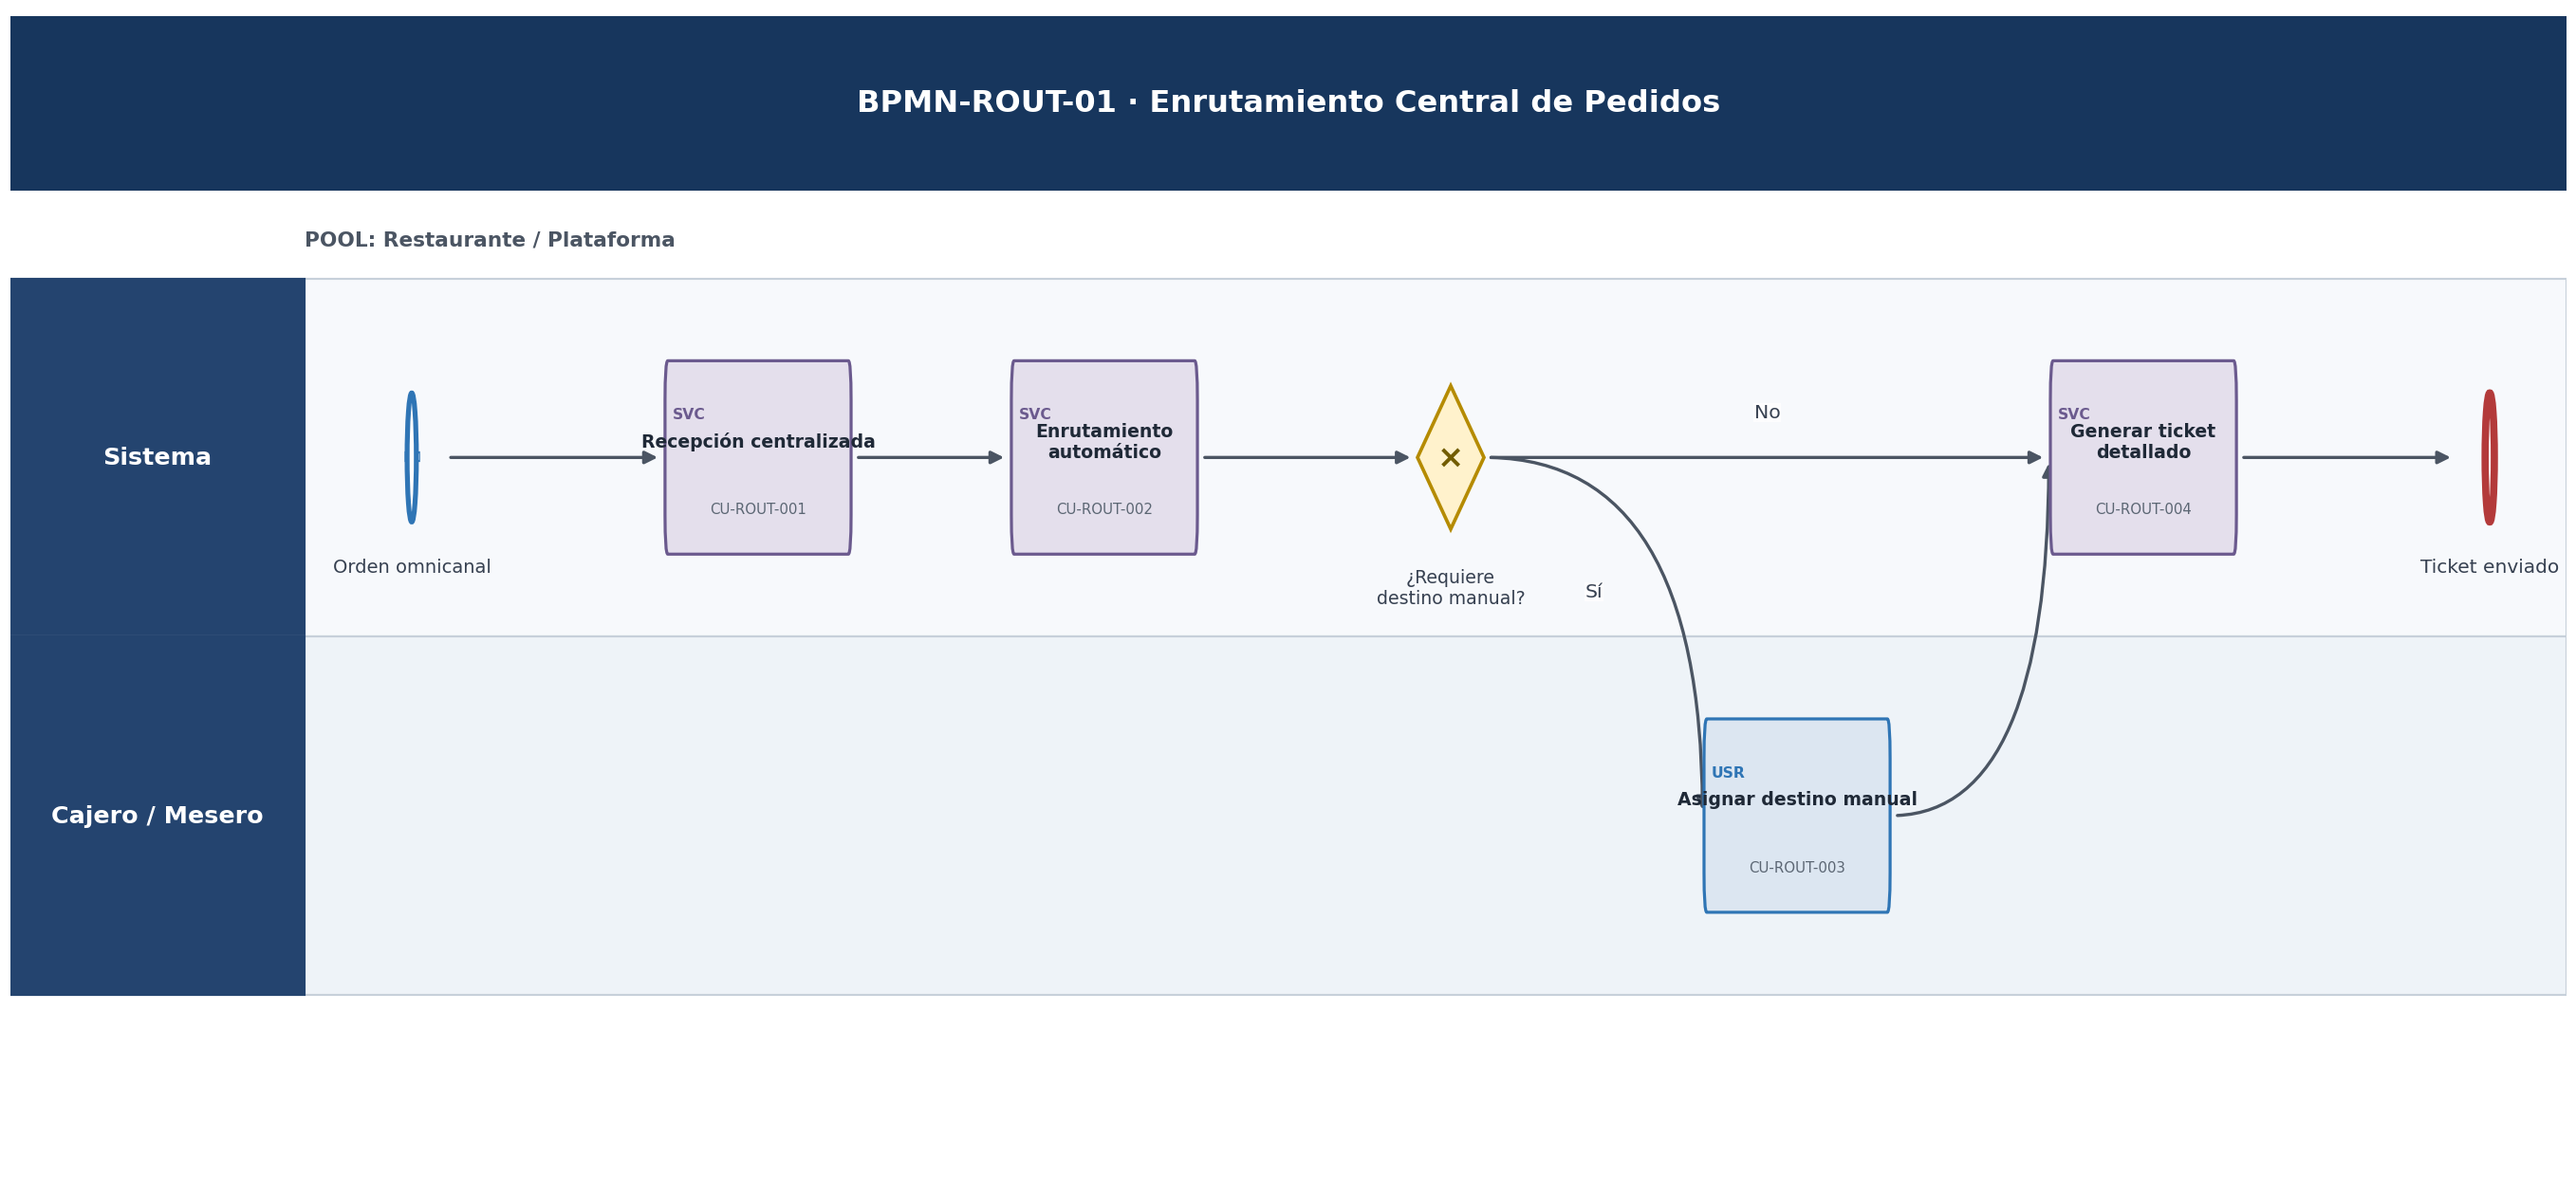 BPMN-ROUT-01 · Enrutamiento Central de Pedidos
POOL: Restaurante / Plataforma
Sistema
Orden omnicanal
SVC
Recepción centralizada
CU-ROUT-001
SVC
Enrutamiento
automático
CU-ROUT-002
×
¿Requiere
destino manual?
No
Sí
SVC
Generar ticket
detallado
CU-ROUT-004
Ticket enviado
Cajero / Mesero
USR
Asignar destino manual
CU-ROUT-003